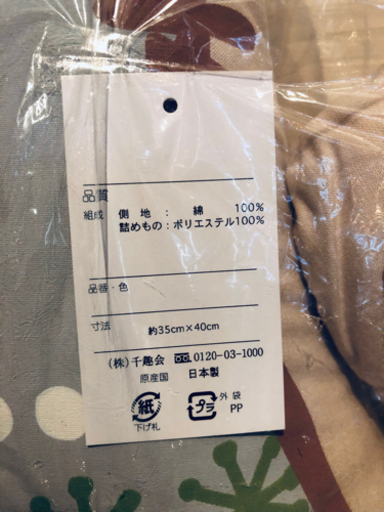 品質
組成 側地 : 綿 100%
詰めもの : ポリエステル100%
品番・色
寸法 約35cm×40cm
(株)千趣会 0120-03-1000
原産国 日本製
紙 プラ 外袋
下げ札 PP